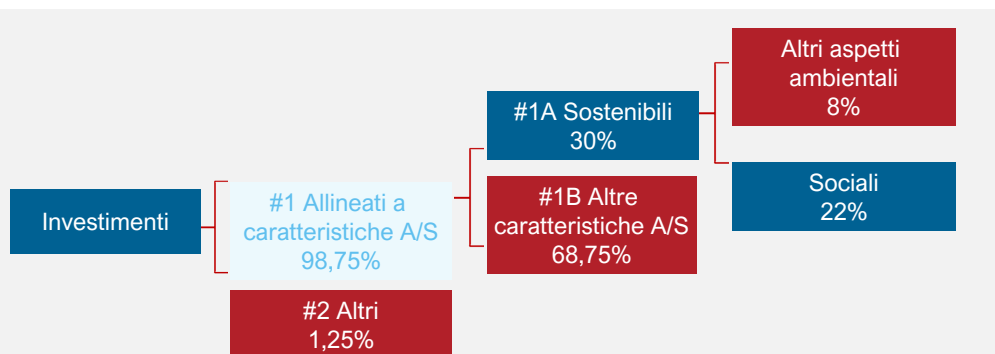 Investimenti
#1 Allineati a
caratteristiche A/S
98,75%
#2 Altri
1,25%
#1A Sostenibili
30%
#1B Altre
caratteristiche A/S
68,75%
Altri aspetti
ambientali
8%
Sociali
22%